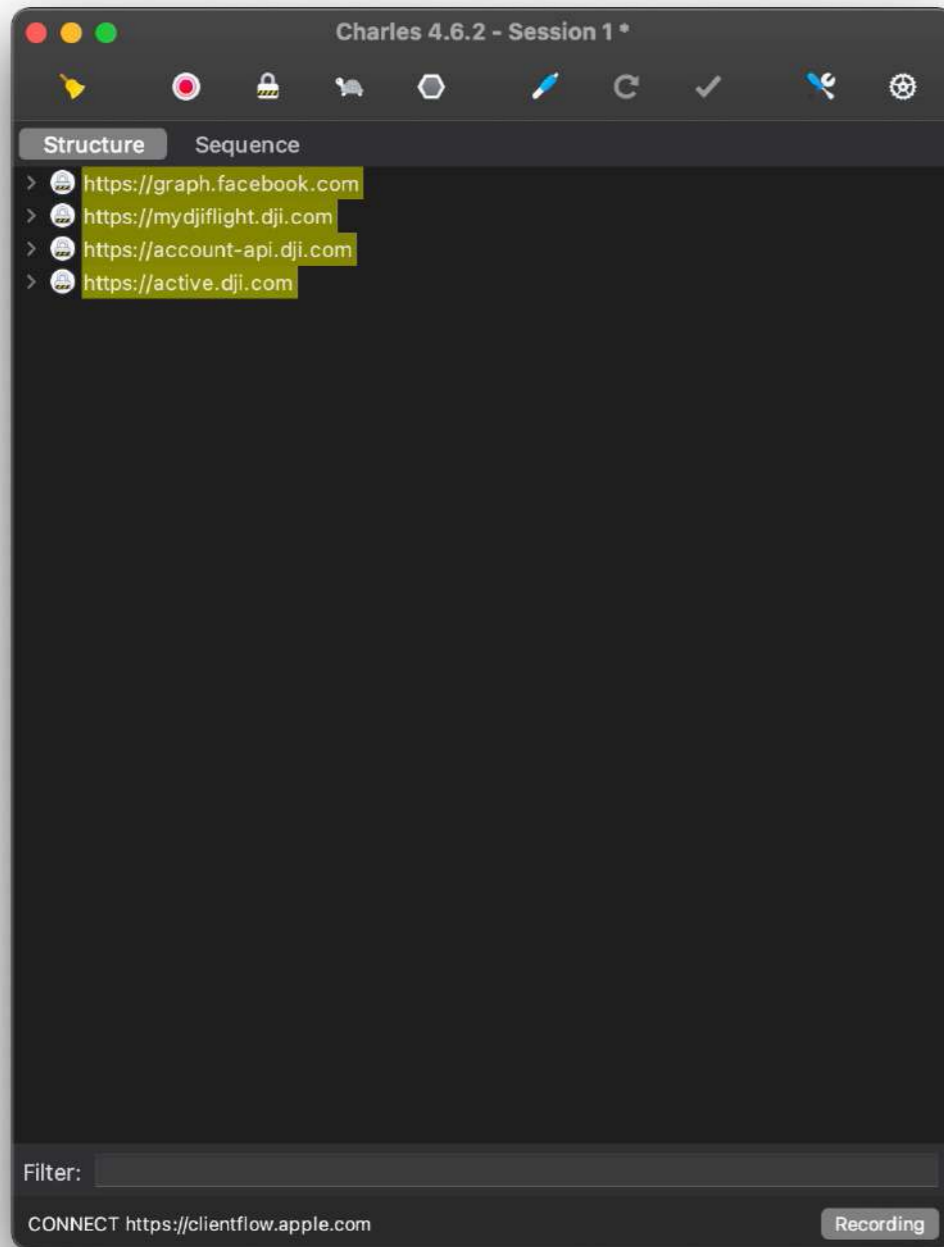 Charles 4.6.2 - Session 1 *
Structure Sequence
https://graph.facebook.com
https://mydjiflight.dji.com
https://account-api.dji.com
https://active.dji.com
Filter:
CONNECT https://clientflow.apple.com Recording